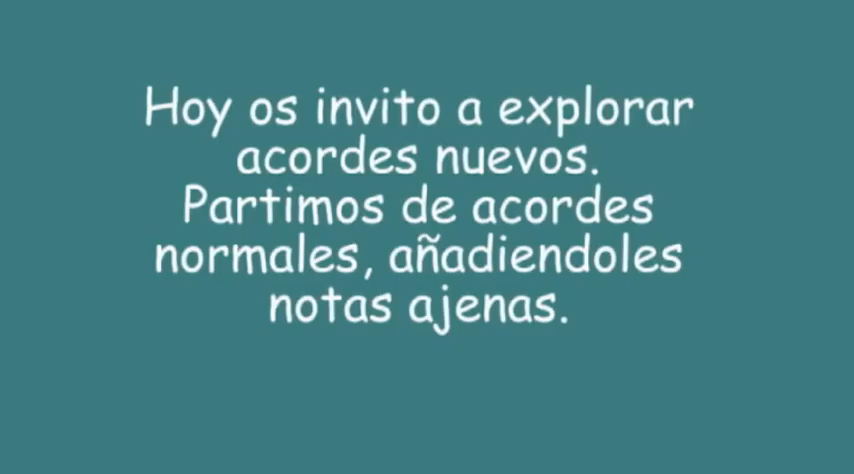 Hoy os invito a explorar
acordes nuevos.
Partimos de acordes
normales, añadiendoles
notas ajenas.